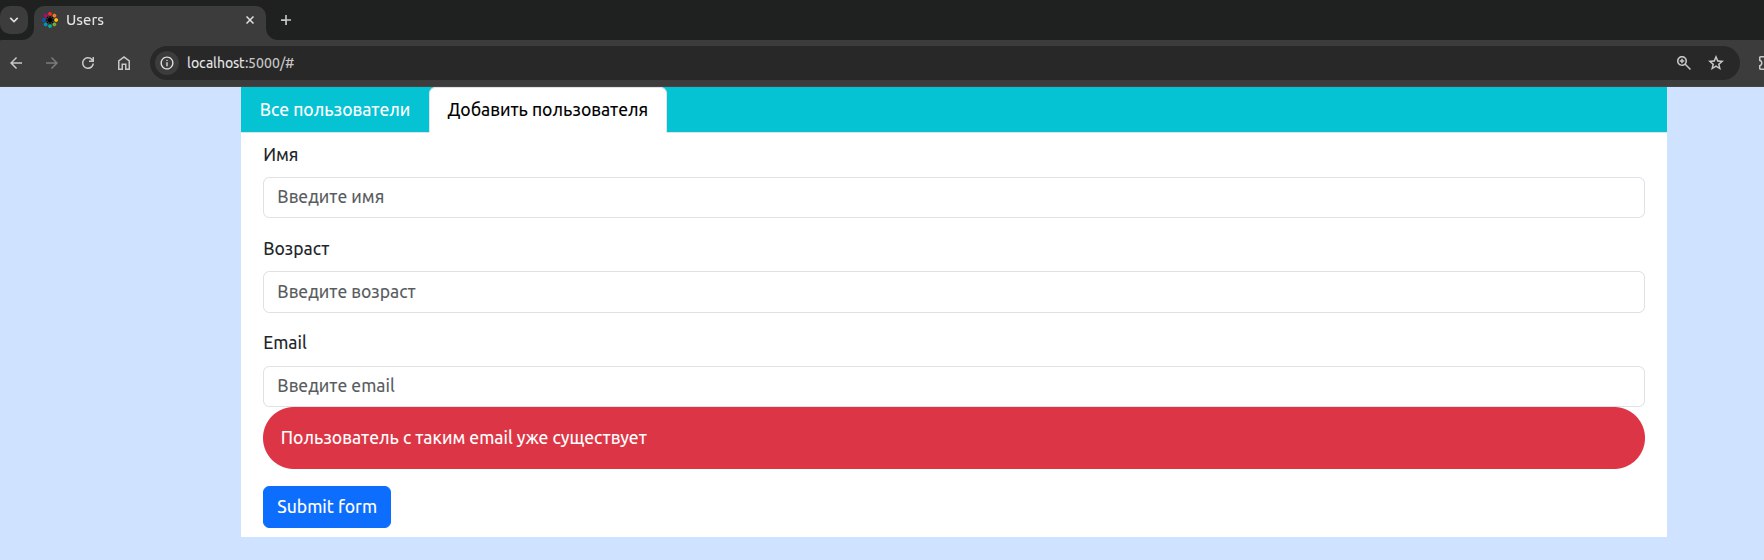 Users
localhost:5000/#
Все пользователи Добавить пользователя
Имя
Введите имя
Возраст
Введите возраст
Email
Введите email
Пользователь с таким email уже существует
Submit form